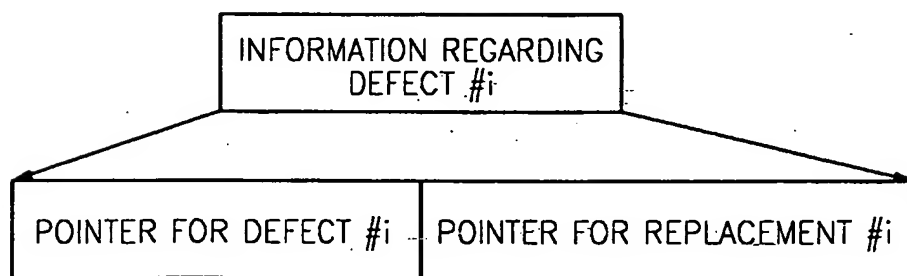 INFORMATION REGARDING
DEFECT #i
POINTER FOR DEFECT #i
POINTER FOR REPLACEMENT #i